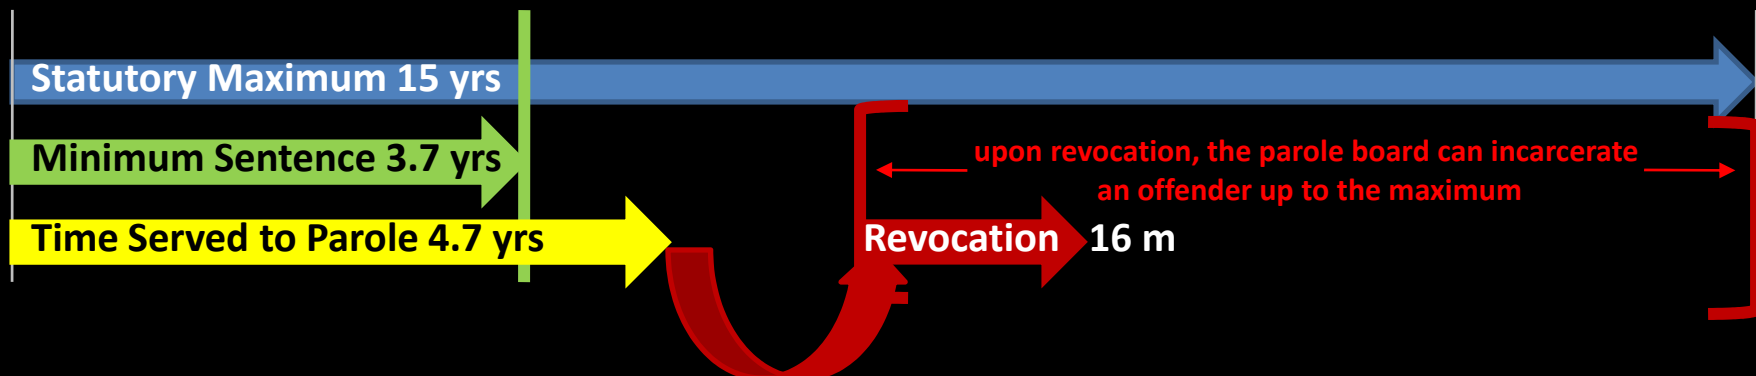 Statutory Maximum 15 yrs
Minimum Sentence 3.7 yrs
upon revocation, the parole board can incarcerate
an offender up to the maximum
Time Served to Parole 4.7 yrs
Revocation 16 m